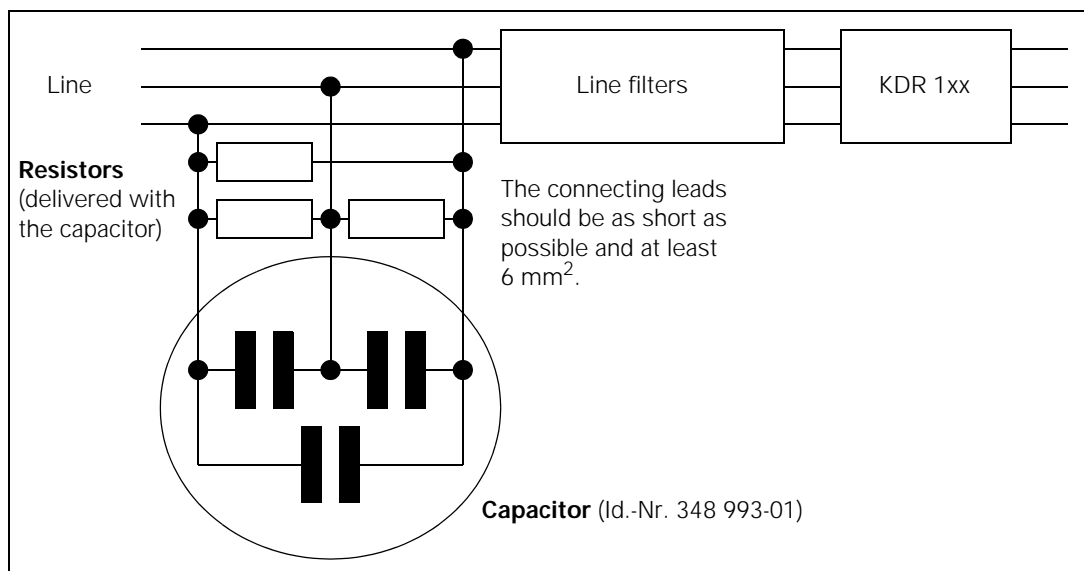 Line
Line filters
KDR 1xx
Resistors
(delivered with
the capacitor)
The connecting leads
should be as short as
possible and at least
6 mm².
Capacitor (Id.-Nr. 348 993-01)